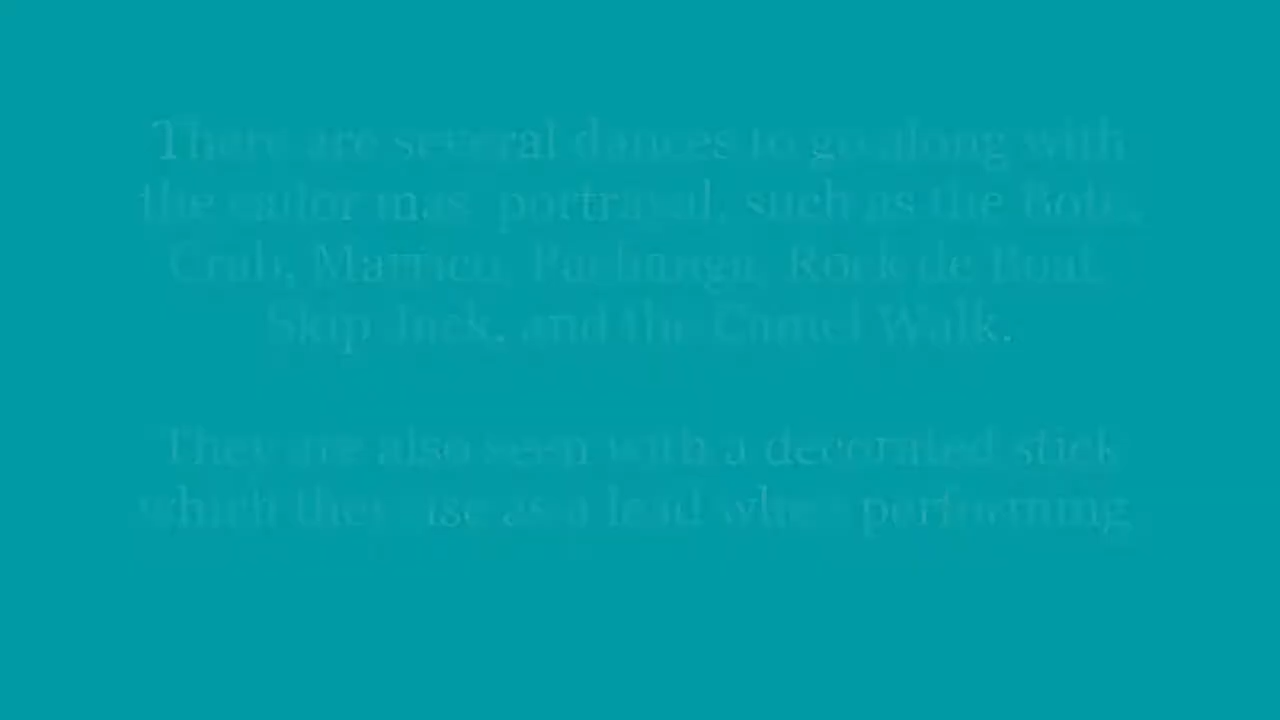 There are several dances to go along with
the sailor mas portrayal, such as the
Crab, Marrico, Pachanga, Rock de Boat,
Skip Jack, and the Camel Walk.
They are also seen with a decorated stick
which they use as a lead when performing